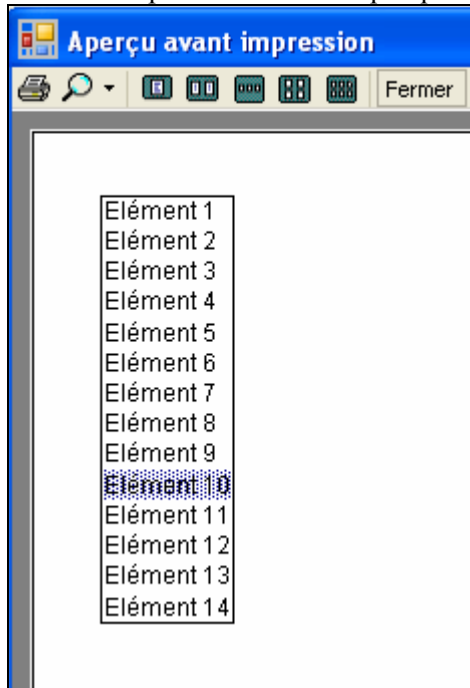 Aperçu avant impression
Fermer
Elément 1
Elément 2
Elément 3
Elément 4
Elément 5
Elément 6
Elément 7
Elément 8
Elément 9
Elément 10
Elément 11
Elément 12
Elément 13
Elément 14